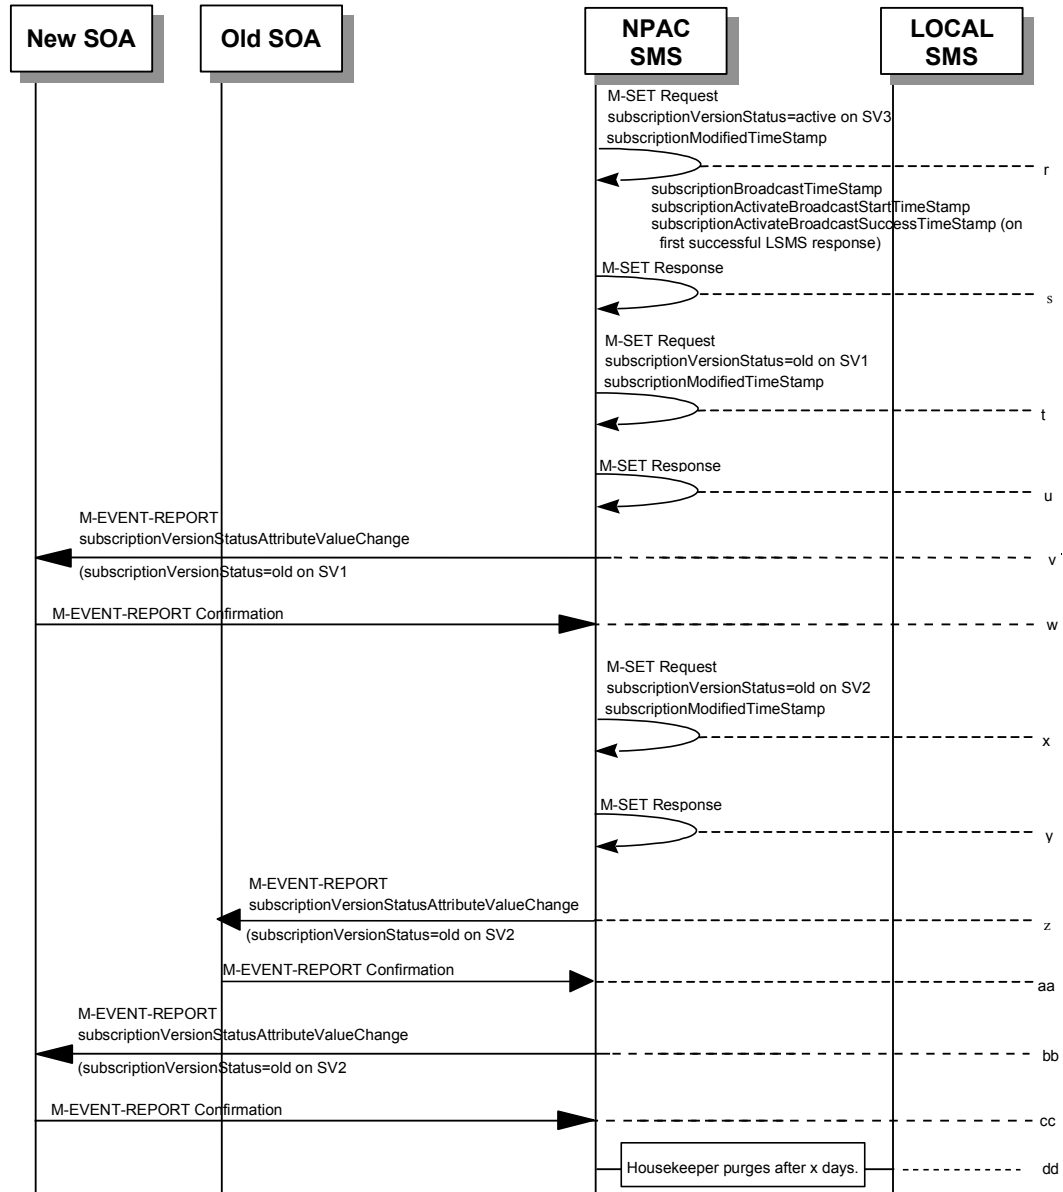 New SOA
Old SOA
NPAC
SMS
LOCAL
SMS
M-SET Request
subscriptionVersionStatus=active on SV3
subscriptionModifiedTimeStamp
r
subscriptionBroadcastTimeStamp
subscriptionActivateBroadcastStartTimeStamp
subscriptionActivateBroadcastSuccessTimeStamp (on
first successful LSMS response)
M-SET Response
s
M-SET Request
subscriptionVersionStatus=old on SV1
subscriptionModifiedTimeStamp
t
M-SET Response
u
M-EVENT-REPORT
subscriptionVersionStatusAttributeValueChange
v
(subscriptionVersionStatus=old on SV1
M-EVENT-REPORT Confirmation
w
M-SET Request
subscriptionVersionStatus=old on SV2
subscriptionModifiedTimeStamp
x
M-SET Response
y
M-EVENT-REPORT
subscriptionVersionStatusAttributeValueChange
z
(subscriptionVersionStatus=old on SV2
M-EVENT-REPORT Confirmation
aa
M-EVENT-REPORT
subscriptionVersionStatusAttributeValueChange
bb
(subscriptionVersionStatus=old on SV2
M-EVENT-REPORT Confirmation
cc
Housekeeper purges after x days.
dd